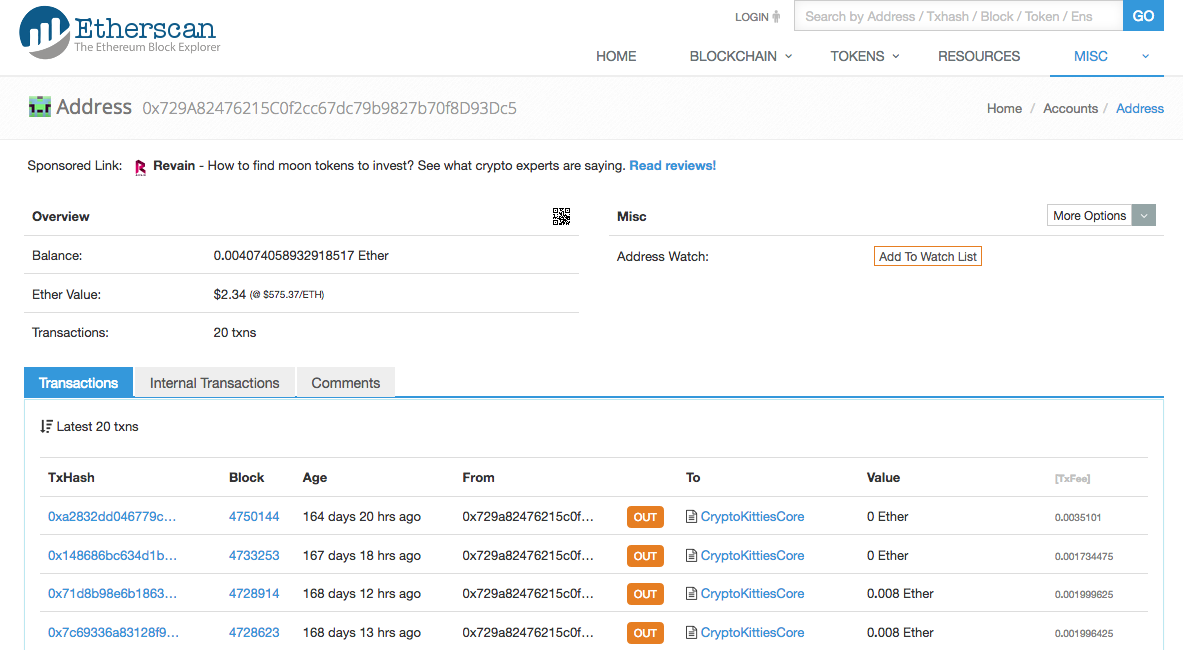 Etherscan
The Ethereum Block Explorer
LOGIN
Search by Address / Txhash / Block / Token / Ens
GO
HOME BLOCKCHAIN TOKENS RESOURCES MISC
Address 0x729A82476215C0f2cc67dc79b9827b70f8D93Dc5
Home / Accounts / Address
Sponsored Link: Revain - How to find moon tokens to invest? See what crypto experts are saying. Read reviews!
Overview
Balance: 0.004074058932918517 Ether
Ether Value: $2.34 (@ $575.37/ETH)
Transactions: 20 txns
Misc
More Options
Address Watch: Add To Watch List
Transactions Internal Transactions Comments
Latest 20 txns
TxHash Block Age From To Value [TxFee]
0xa2832dd046779c... 4750144 164 days 20 hrs ago 0x729a82476215c0f... OUT CryptoKittiesCore 0 Ether 0.0035101
0x148686bc634d1b... 4733253 167 days 18 hrs ago 0x729a82476215c0f... OUT CryptoKittiesCore 0 Ether 0.001734475
0x71d8b98e6b1863... 4728914 168 days 12 hrs ago 0x729a82476215c0f... OUT CryptoKittiesCore 0.008 Ether 0.001999625
0x7c69336a83128f9... 4728623 168 days 13 hrs ago 0x729a82476215c0f... OUT CryptoKittiesCore 0.008 Ether 0.001996425